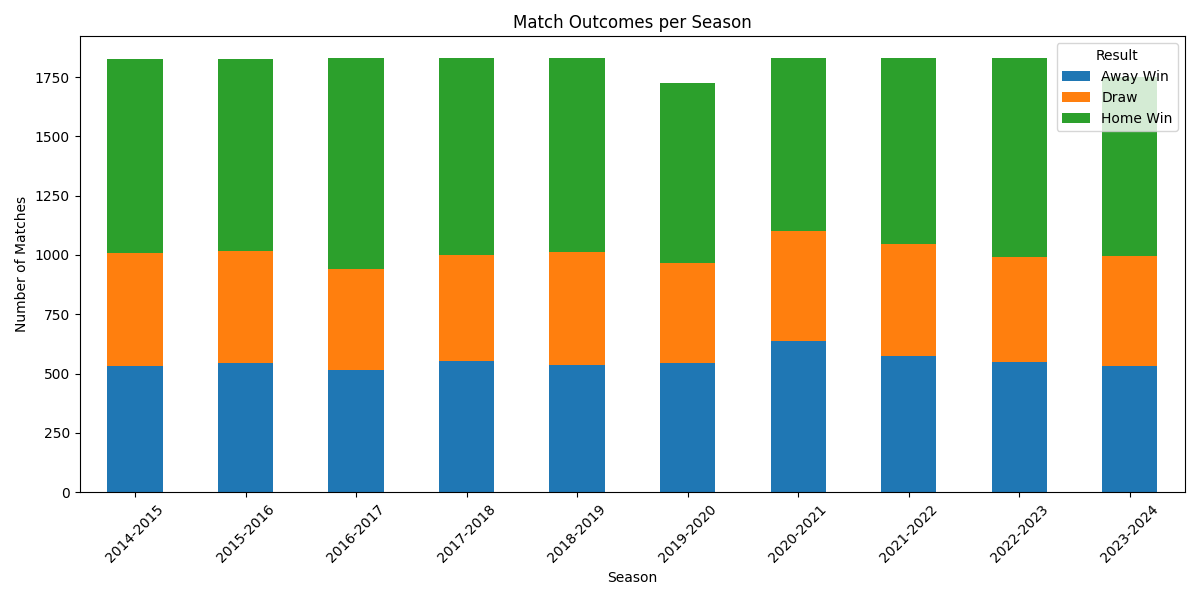 Match Outcomes per Season
Result
Away Win
Draw
Home Win
1750
1500
1250
1000
750
500
250
0
Number of Matches
2014-2015
2015-2016
2016-2017
2017-2018
2018-2019
2019-2020
2020-2021
2021-2022
2022-2023
2023-2024
Season